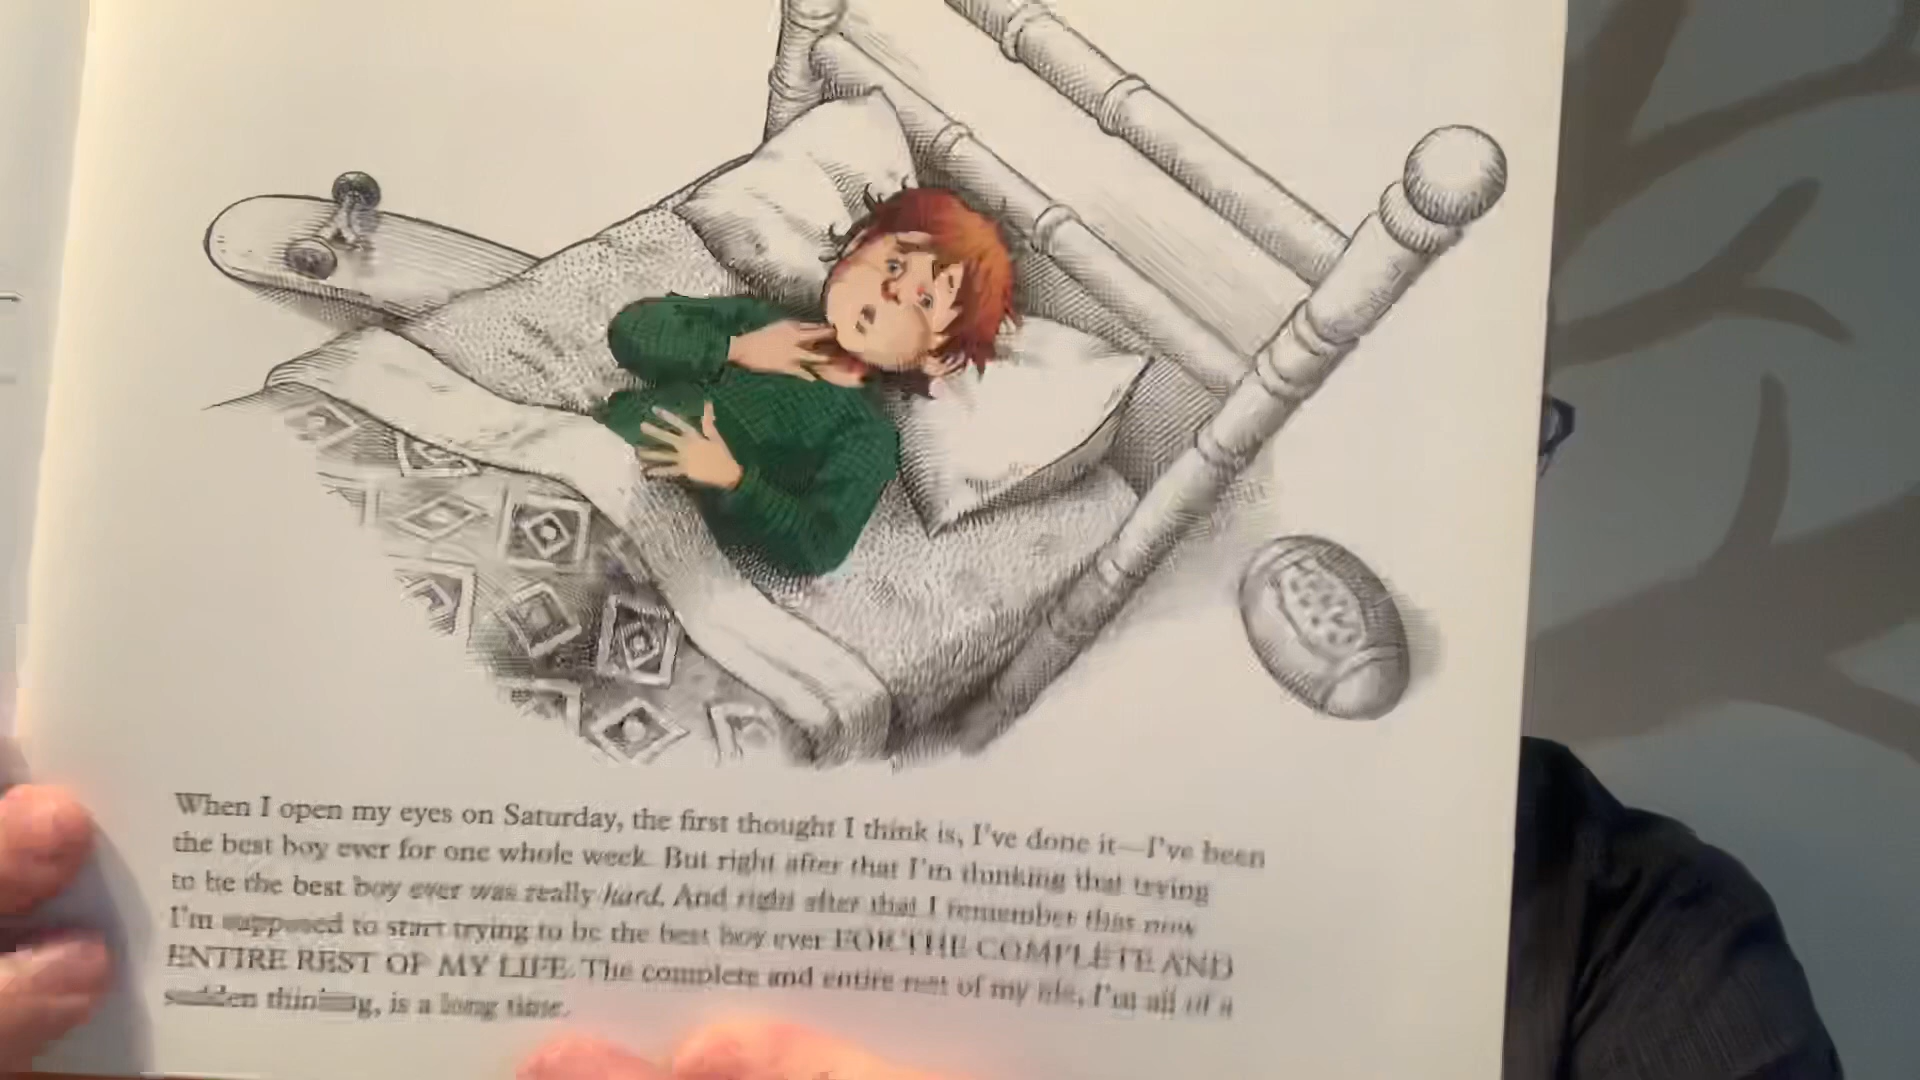 When I open my eyes on Saturday, the first thought I think is, I've done it—I've been
the best boy ever for one whole week. But right after that I'm thinking that trying
to be the best boy ever was really hard. And right after that I remember that now
I'm supposed to start trying to be the best boy ever FOR THE COMPLETE AND
ENTIRE REST OF MY LIFE. The complete and entire rest of my life, I'm all of a
sudden thinking, is a long time.